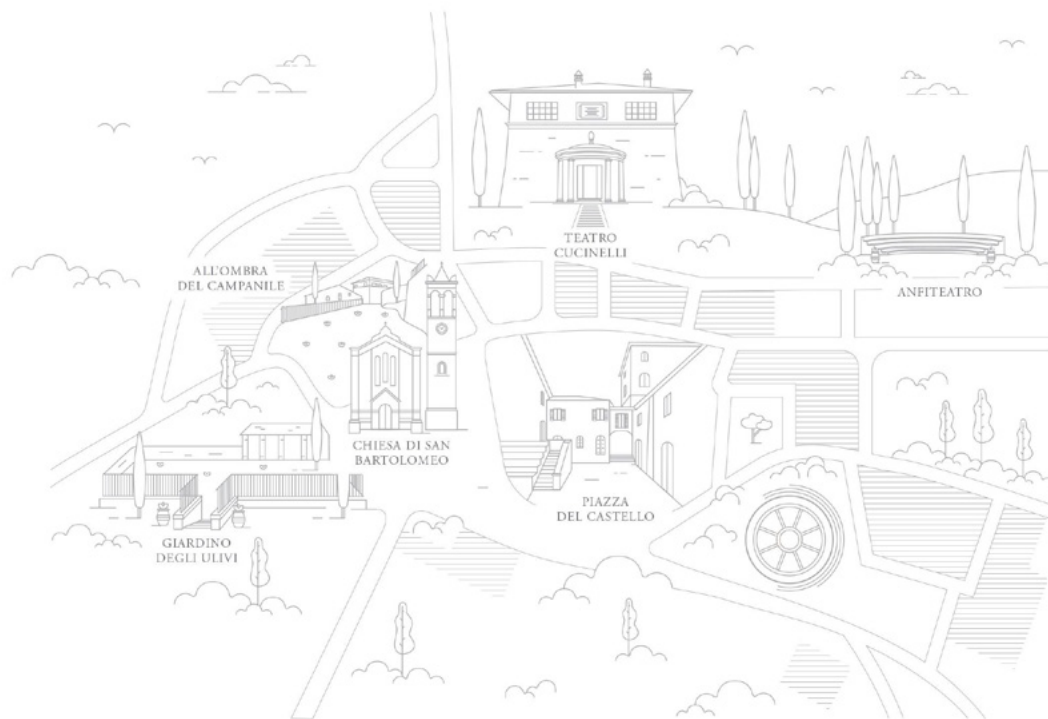 TEATRO
CUCINELLI
ALL'OMBRA
DEL CAMPANILE
ANFITEATRO
CHIESA DI SAN
BARTOLOMEO
PIAZZA
DEL CASTELLO
GIARDINO
DEGLI ULIVI